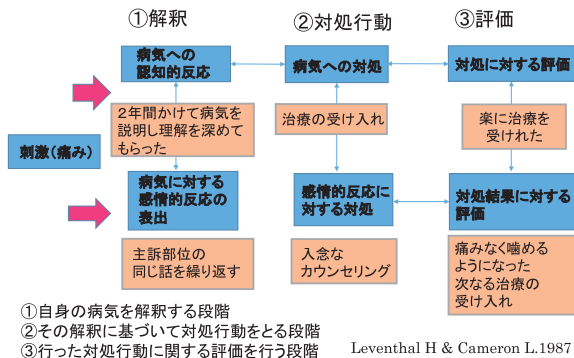 ①解釈
②対処行動
③評価
病気への
認知的反応
病気への対処
対処に対する評価
2年間かけて病気を
説明し理解を深めて
もらった
治療の受け入れ
楽に治療を
受けれた
刺激(痛み)
病気に対する
感情的反応の
表出
感情的反応に
対する対処
対処結果に対する
評価
主訴部位の
同じ話を繰り返す
入念な
カウンセリング
痛みなく噛める
ようになった
次なる治療の
受け入れ
①自身の病気を解釈する段階
②その解釈に基づいて対処行動をとる段階
③行った対処行動に関する評価を行う段階
Leventhal H & Cameron L.1987